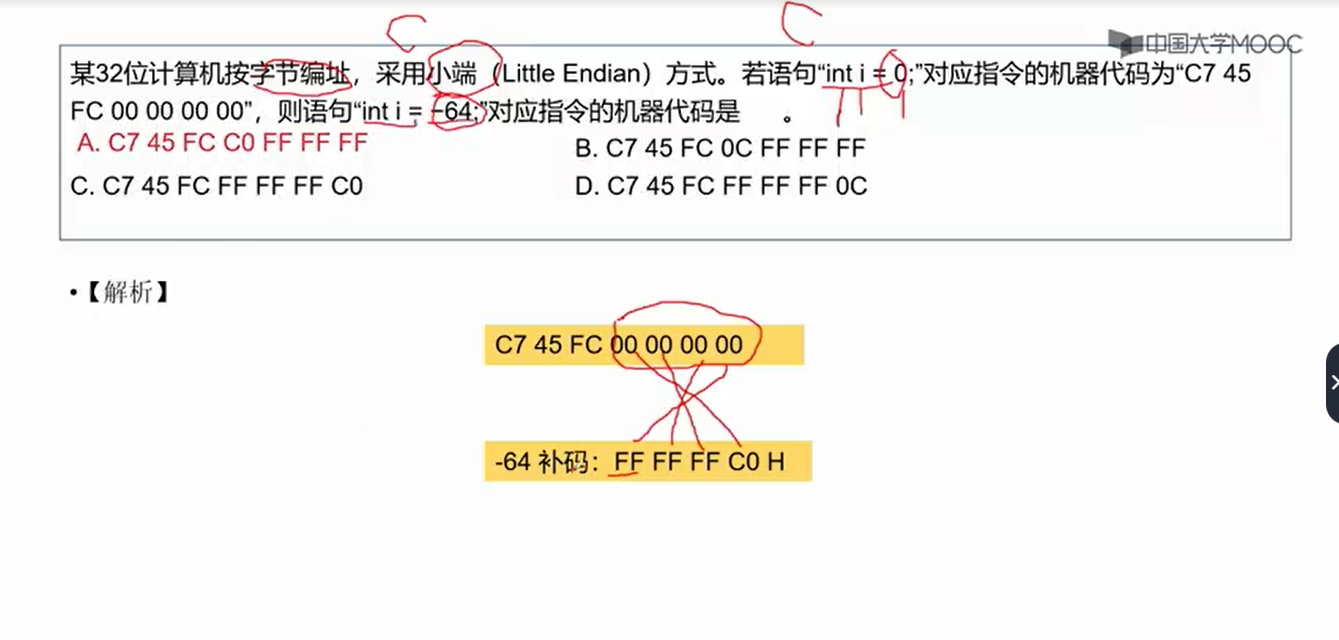 中国大学MOOC
某32位计算机按字节编址，采用小端（Little Endian）方式。若语句“int i = 0;”对应指令的机器代码为“C7 45
FC 00 00 00 00”，则语句“int i = −64;”对应指令的机器代码是 。
A. C7 45 FC C0 FF FF FF
B. C7 45 FC 0C FF FF FF
C. C7 45 FC FF FF FF C0
D. C7 45 FC FF FF FF 0C
•【解析】
C7 45 FC 00 00 00 00
-64 补码：FF FF FF C0 H